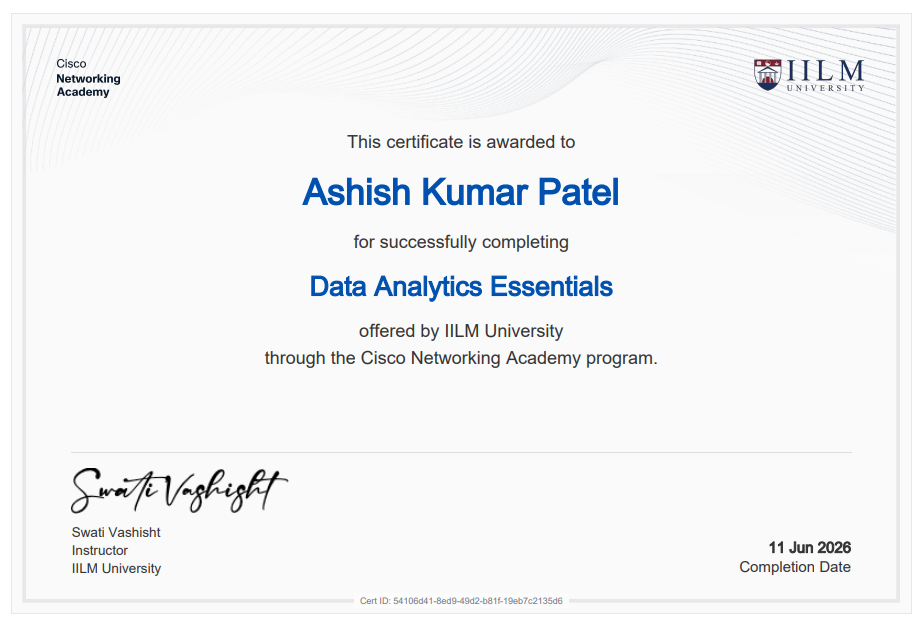 Cisco
Networking
Academy
IILM
UNIVERSITY
This certificate is awarded to
Ashish Kumar Patel
for successfully completing
Data Analytics Essentials
offered by IILM University
through the Cisco Networking Academy program.
Swati Vashisht
Swati Vashisht
Instructor
IILM University
11 Jun 2026
Completion Date
Cert ID: 54106d41-8ed9-49d2-b81f-19eb7c2135d6